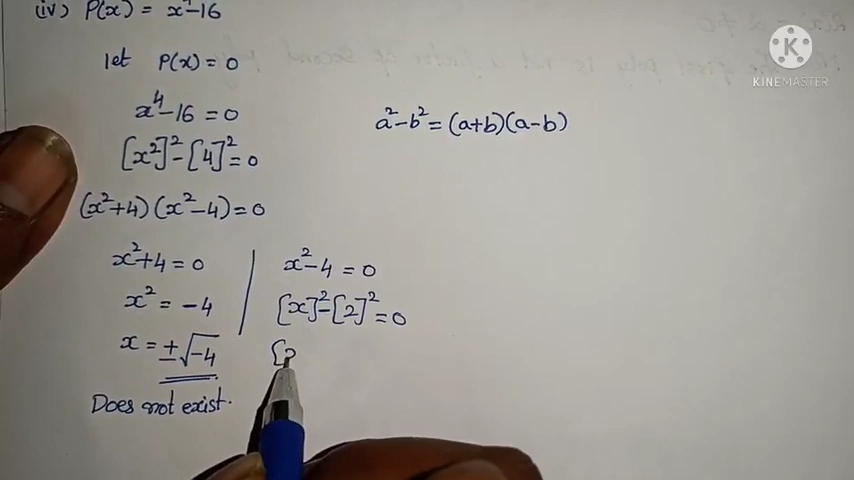 (iv) P(x) = x⁴-16
let P(x) = 0
x⁴-16 = 0
a²-b² = (a+b)(a-b)
[x²]²-[4]² = 0
(x²+4)(x²-4) = 0
x²+4 = 0
x² = -4
x = ±√-4
Does not exist.
x²-4 = 0
[x]²-[2]² = 0
K
KINEMASTER